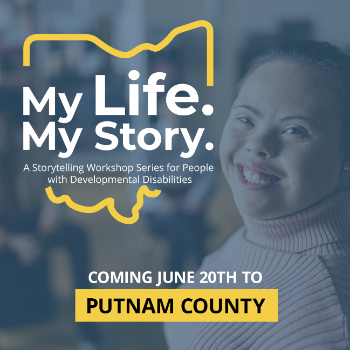 My Life.
My Story.
A Storytelling Workshop Series for People
with Developmental Disabilities
COMING JUNE 20TH TO
PUTNAM COUNTY